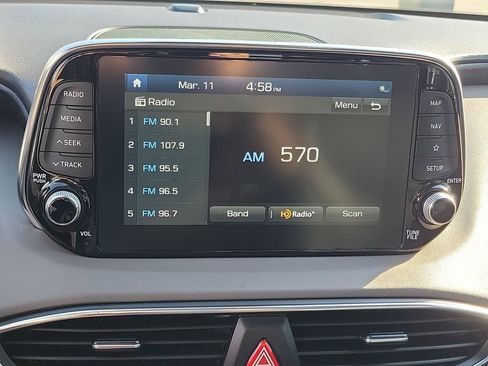 Mar. 11 4:58 PM
Radio Menu
1 FM 90.1
2 FM 107.9
3 FM 95.5
4 FM 96.5
5 FM 96.7
AM 570
Band HD Radio Scan
RADIO
MEDIA
SEEK
TRACK
PWR
PUSH
VOL
MAP
NAV
SETUP
ENTER
TUNE
FILE